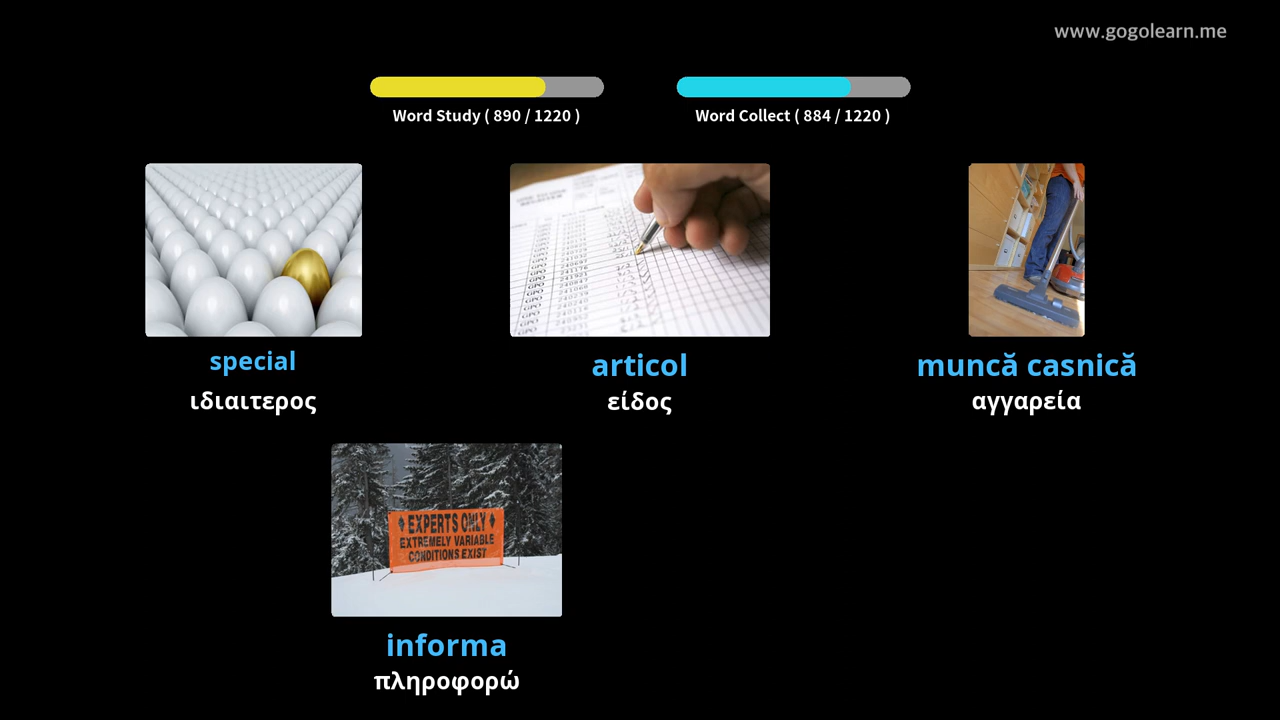 www.gogolearn.me
Word Study ( 890 / 1220 )
Word Collect ( 884 / 1220 )
special
ιδιαιτερος
articol
είδος
muncă casnică
αγγαρεία
EXPERTS ONLY
EXTREMELY VARIABLE
CONDITIONS EXIST
informa
πληροφορώ